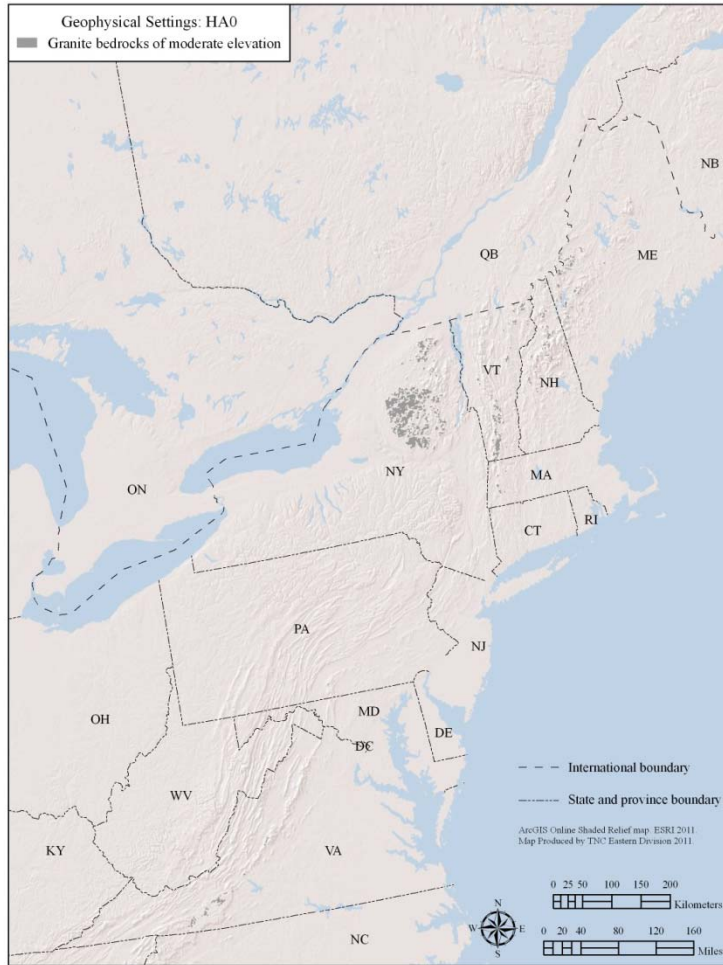 Geophysical Settings: HA0
Granite bedrocks of moderate elevation
NB
QB
ME
VT
NH
NY
MA
ON
CT
RI
PA
NJ
OH
MD
DE
DC
WV
International boundary
State and province boundary
KY
VA
ArcGIS Online Shaded Relief map. ESRI 2011.
Map Produced by TNC Eastern Division 2011.
0 25 50 100 150 200
Kilometers
N
W E
S
NC
0 20 40 80 120 160
Miles